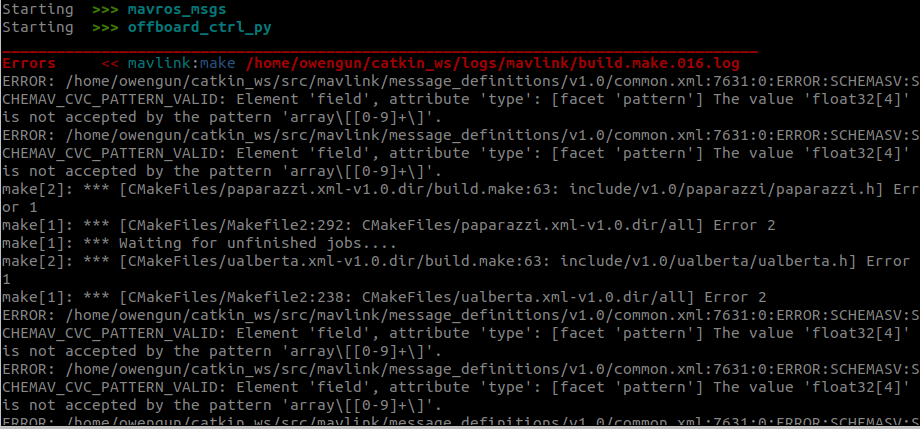 Starting  >>> mavros_msgs
Starting  >>> offboard_ctrl_py
Errors     << mavlink:make /home/owengun/catkin_ws/logs/mavlink/build.make.016.log
ERROR: /home/owengun/catkin_ws/src/mavlink/message_definitions/v1.0/common.xml:7631:0:ERROR:SCHEMASV:S
CHEMAV_CVC_PATTERN_VALID: Element 'field', attribute 'type': [facet 'pattern'] The value 'float32[4]'
is not accepted by the pattern 'array\[[0-9]+\]'.
ERROR: /home/owengun/catkin_ws/src/mavlink/message_definitions/v1.0/common.xml:7631:0:ERROR:SCHEMASV:S
CHEMAV_CVC_PATTERN_VALID: Element 'field', attribute 'type': [facet 'pattern'] The value 'float32[4]'
is not accepted by the pattern 'array\[[0-9]+\]'.
make[2]: *** [CMakeFiles/paparazzi.xml-v1.0.dir/build.make:63: include/v1.0/paparazzi/paparazzi.h] Err
or 1
make[1]: *** [CMakeFiles/Makefile2:292: CMakeFiles/paparazzi.xml-v1.0.dir/all] Error 2
make[1]: *** Waiting for unfinished jobs....
make[2]: *** [CMakeFiles/ualberta.xml-v1.0.dir/build.make:63: include/v1.0/ualberta/ualberta.h] Error
1
make[1]: *** [CMakeFiles/Makefile2:238: CMakeFiles/ualberta.xml-v1.0.dir/all] Error 2
ERROR: /home/owengun/catkin_ws/src/mavlink/message_definitions/v1.0/common.xml:7631:0:ERROR:SCHEMASV:S
CHEMAV_CVC_PATTERN_VALID: Element 'field', attribute 'type': [facet 'pattern'] The value 'float32[4]'
is not accepted by the pattern 'array\[[0-9]+\]'.
ERROR: /home/owengun/catkin_ws/src/mavlink/message_definitions/v1.0/common.xml:7631:0:ERROR:SCHEMASV:S
CHEMAV_CVC_PATTERN_VALID: Element 'field', attribute 'type': [facet 'pattern'] The value 'float32[4]'
is not accepted by the pattern 'array\[[0-9]+\]'.
ERROR: /home/owengun/catkin_ws/src/mavlink/message_definitions/v1.0/common.xml:7631:0:ERROR:SCHEMASV:S